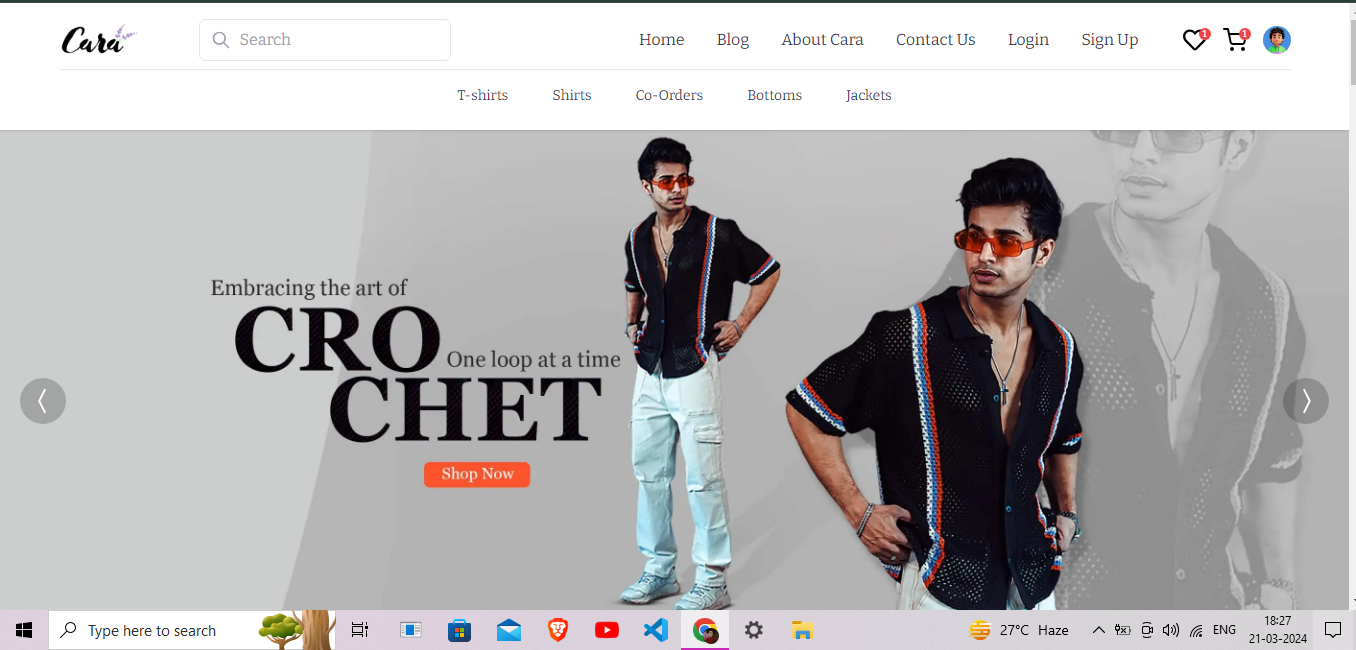 Cara
Search
Home Blog About Cara Contact Us Login Sign Up
1 1
T-shirts Shirts Co-Orders Bottoms Jackets
Embracing the art of
CRO
One loop at a time
CHET
Shop Now
Type here to search
27°C Haze
ENG
18:27
21-03-2024